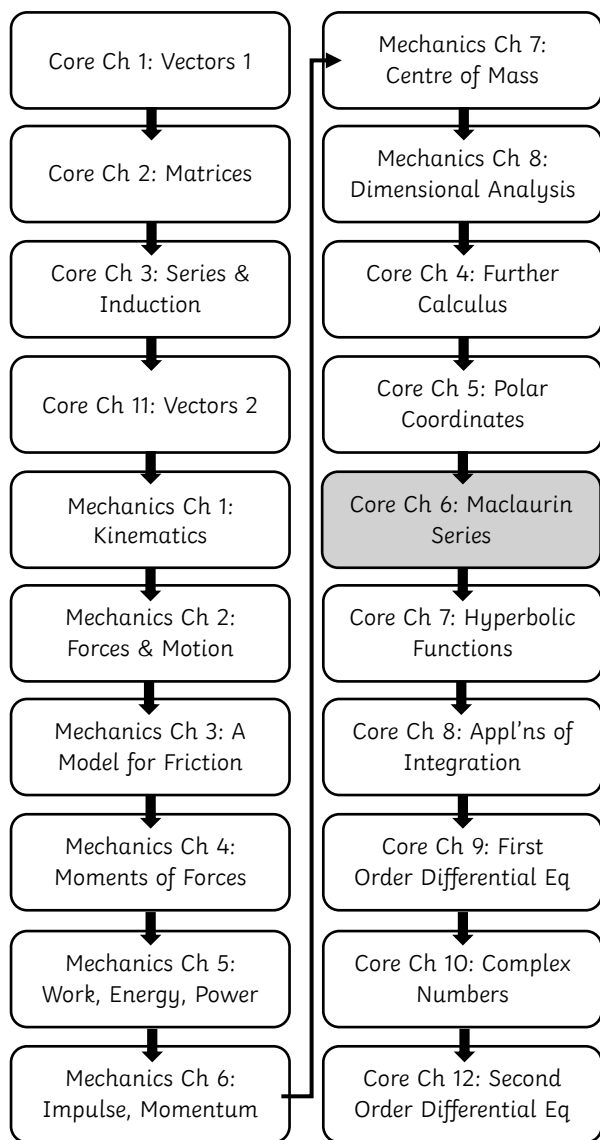 Core Ch 1: Vectors 1
Core Ch 2: Matrices
Core Ch 3: Series &
Induction
Core Ch 11: Vectors 2
Mechanics Ch 1:
Kinematics
Mechanics Ch 2:
Forces & Motion
Mechanics Ch 3: A
Model for Friction
Mechanics Ch 4:
Moments of Forces
Mechanics Ch 5:
Work, Energy, Power
Mechanics Ch 6:
Impulse, Momentum
Mechanics Ch 7:
Centre of Mass
Mechanics Ch 8:
Dimensional Analysis
Core Ch 4: Further
Calculus
Core Ch 5: Polar
Coordinates
Core Ch 6: Maclaurin
Series
Core Ch 7: Hyperbolic
Functions
Core Ch 8: Appl'ns of
Integration
Core Ch 9: First
Order Differential Eq
Core Ch 10: Complex
Numbers
Core Ch 12: Second
Order Differential Eq